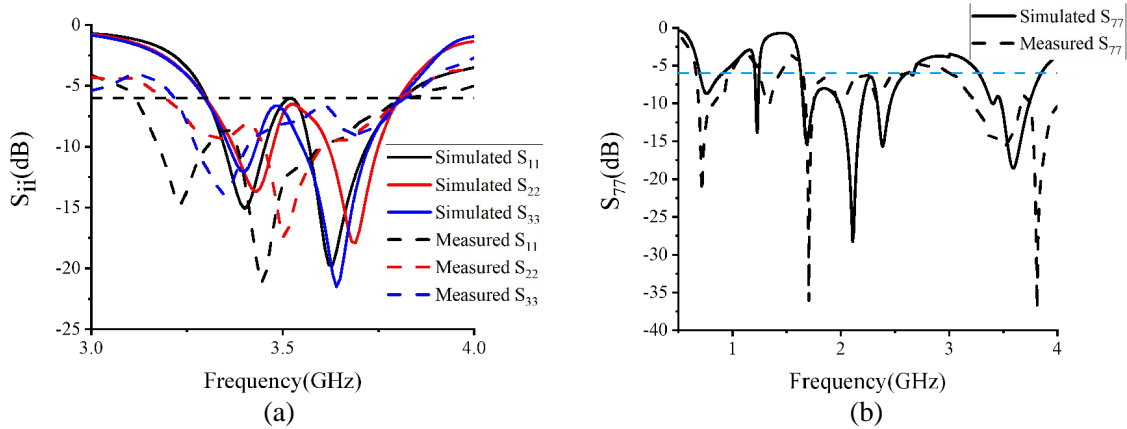 0
-5
-10
-15
-20
-25
3.0
3.5
4.0
Sii(dB)
Frequency(GHz)
Simulated S11
Simulated S22
Simulated S33
Measured S11
Measured S22
Measured S33
(a)
Simulated S77
Measured S77
0
-5
-10
-15
-20
-25
-30
-35
-40
1
2
3
4
S77(dB)
Frequency(GHz)
(b)